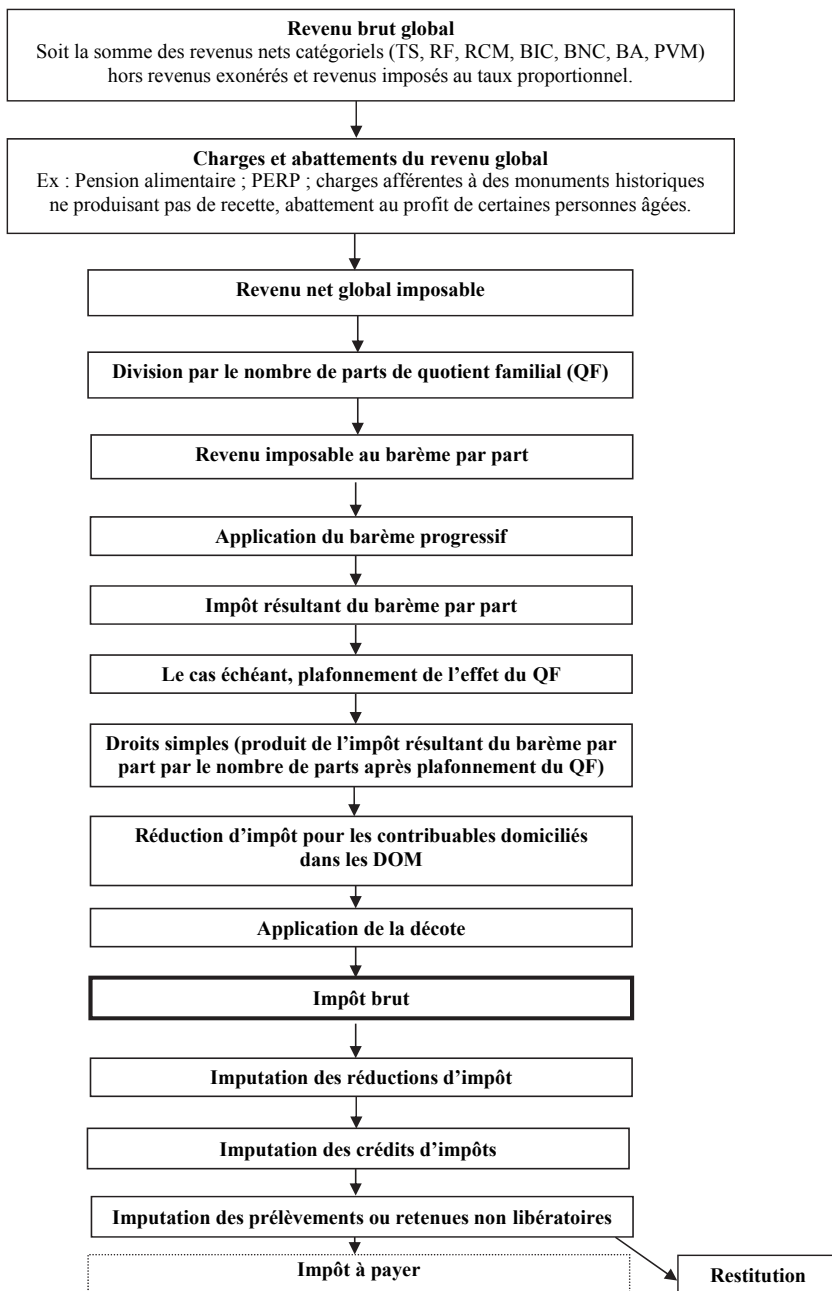 Revenu brut global
Soit la somme des revenus nets catégoriels (TS, RF, RCM, BIC, BNC, BA, PVM)
hors revenus exonérés et revenus imposés au taux proportionnel.
Charges et abattements du revenu global
Ex : Pension alimentaire ; PERP ; charges afférentes à des monuments historiques
ne produisant pas de recette, abattement au profit de certaines personnes âgées.
Revenu net global imposable
Division par le nombre de parts de quotient familial (QF)
Revenu imposable au barème par part
Application du barème progressif
Impôt résultant du barème par part
Le cas échéant, plafonnement de l’effet du QF
Droits simples (produit de l’impôt résultant du barème par
part par le nombre de parts après plafonnement du QF)
Réduction d’impôt pour les contribuables domiciliés
dans les DOM
Application de la décote
Impôt brut
Imputation des réductions d’impôt
Imputation des crédits d’impôts
Imputation des prélèvements ou retenues non libératoires
Impôt à payer
Restitution